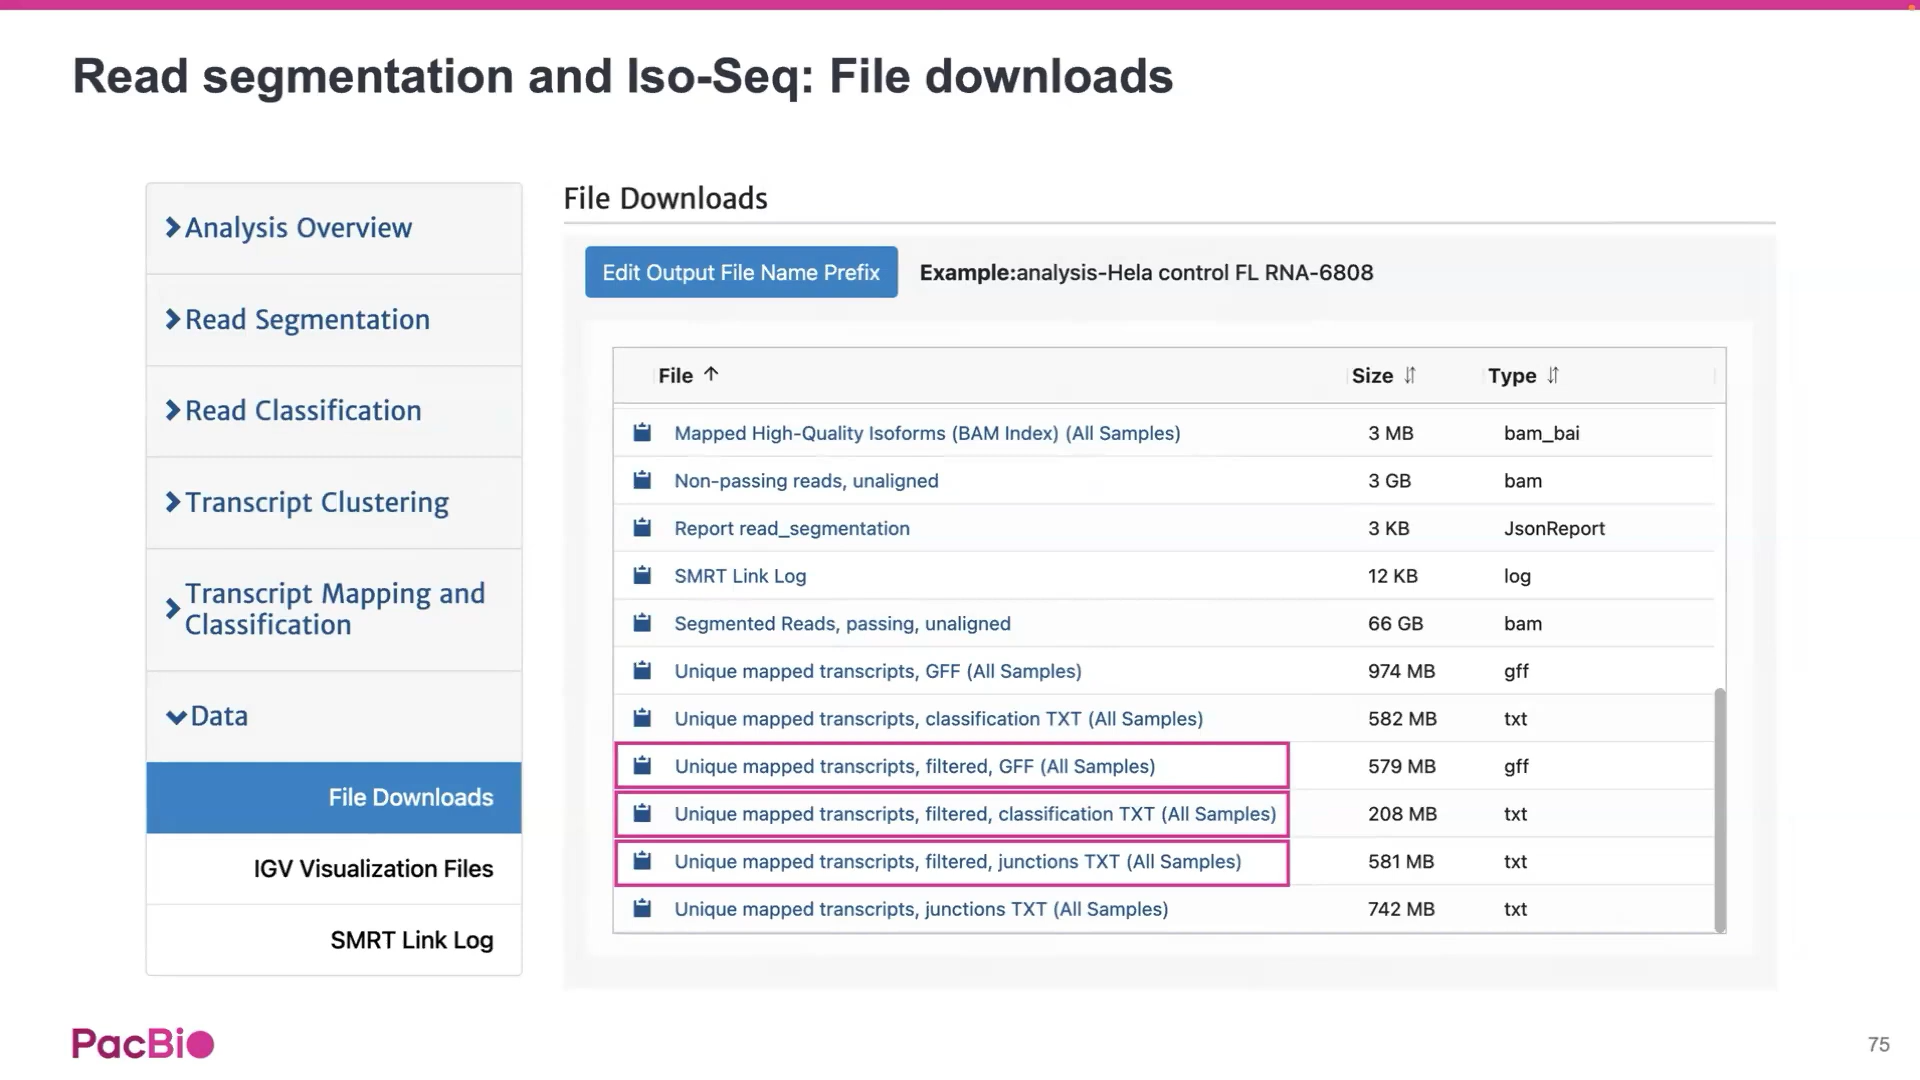 Read segmentation and Iso-Seq: File downloads
Analysis Overview
Read Segmentation
Read Classification
Transcript Clustering
Transcript Mapping and
Classification
Data
File Downloads
IGV Visualization Files
SMRT Link Log
File Downloads
Edit Output File Name Prefix Example:analysis-Hela control FL RNA-6808
File Size Type
Mapped High-Quality Isoforms (BAM Index) (All Samples) 3 MB bam_bai
Non-passing reads, unaligned 3 GB bam
Report read_segmentation 3 KB JsonReport
SMRT Link Log 12 KB log
Segmented Reads, passing, unaligned 66 GB bam
Unique mapped transcripts, GFF (All Samples) 974 MB gff
Unique mapped transcripts, classification TXT (All Samples) 582 MB txt
Unique mapped transcripts, filtered, GFF (All Samples) 579 MB gff
Unique mapped transcripts, filtered, classification TXT (All Samples) 208 MB txt
Unique mapped transcripts, filtered, junctions TXT (All Samples) 581 MB txt
Unique mapped transcripts, junctions TXT (All Samples) 742 MB txt
PacBio
75